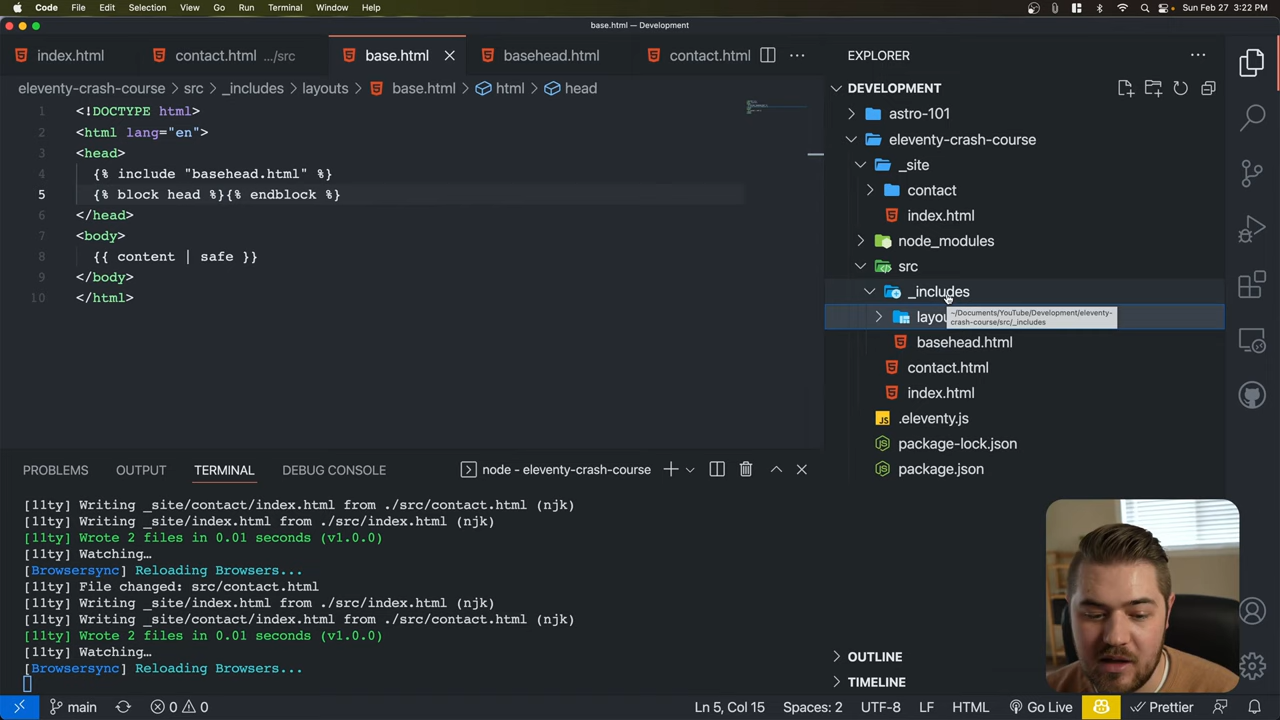 Code File Edit Selection View Go Run Terminal Window Help Sun Feb 27 3:22 PM
base.html — Development
index.html contact.html .../src base.html basehead.html contact.html
eleventy-crash-course > src > _includes > layouts > base.html > html > head
1 <!DOCTYPE html>
2 <html lang="en">
3 <head>
4 {% include "basehead.html" %}
5 {% block head %}{% endblock %}
6 </head>
7 <body>
8 {{ content | safe }}
9 </body>
10 </html>
EXPLORER
DEVELOPMENT
astro-101
eleventy-crash-course
_site
contact
index.html
node_modules
src
_includes
layou
~/Documents/YouTube/Development/eleventy-
crash-course/src/_includes
basehead.html
contact.html
index.html
.eleventy.js
package-lock.json
package.json
OUTLINE
TIMELINE
PROBLEMS OUTPUT TERMINAL DEBUG CONSOLE node - eleventy-crash-course
[11ty] Writing _site/contact/index.html from ./src/contact.html (njk)
[11ty] Writing _site/index.html from ./src/index.html (njk)
[11ty] Wrote 2 files in 0.01 seconds (v1.0.0)
[11ty] Watching…
[Browsersync] Reloading Browsers...
[11ty] File changed: src/contact.html
[11ty] Writing _site/index.html from ./src/index.html (njk)
[11ty] Writing _site/contact/index.html from ./src/contact.html (njk)
[11ty] Wrote 2 files in 0.01 seconds (v1.0.0)
[11ty] Watching…
[Browsersync] Reloading Browsers...
main 0 0 Ln 5, Col 15 Spaces: 2 UTF-8 LF HTML Go Live Prettier